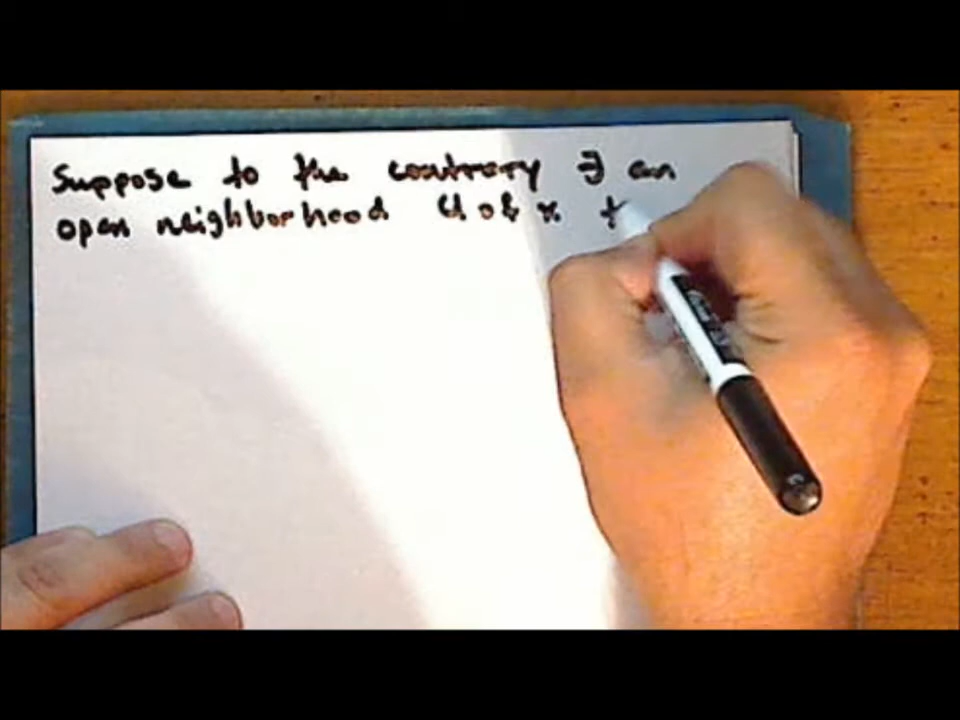 Suppose to the contrary ∃ an
open neighborhood U of x t